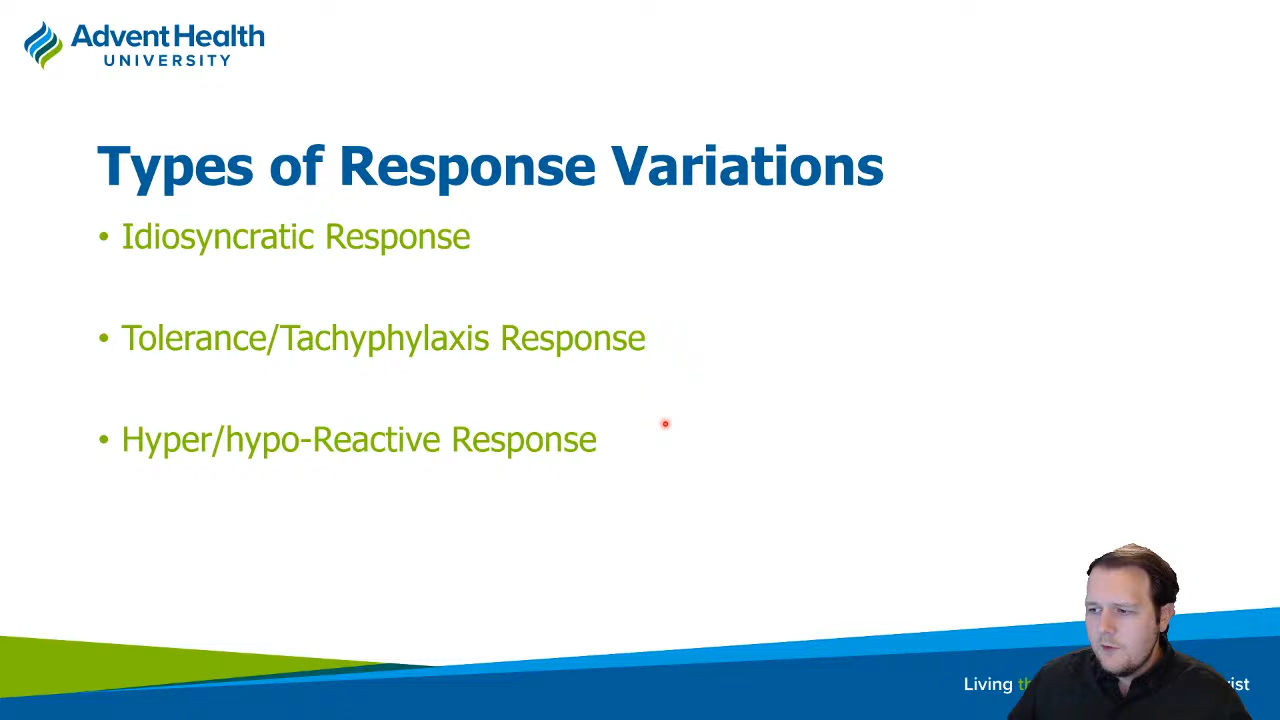 AdventHealth
UNIVERSITY
Types of Response Variations
• Idiosyncratic Response
• Tolerance/Tachyphylaxis Response
• Hyper/hypo-Reactive Response
Living